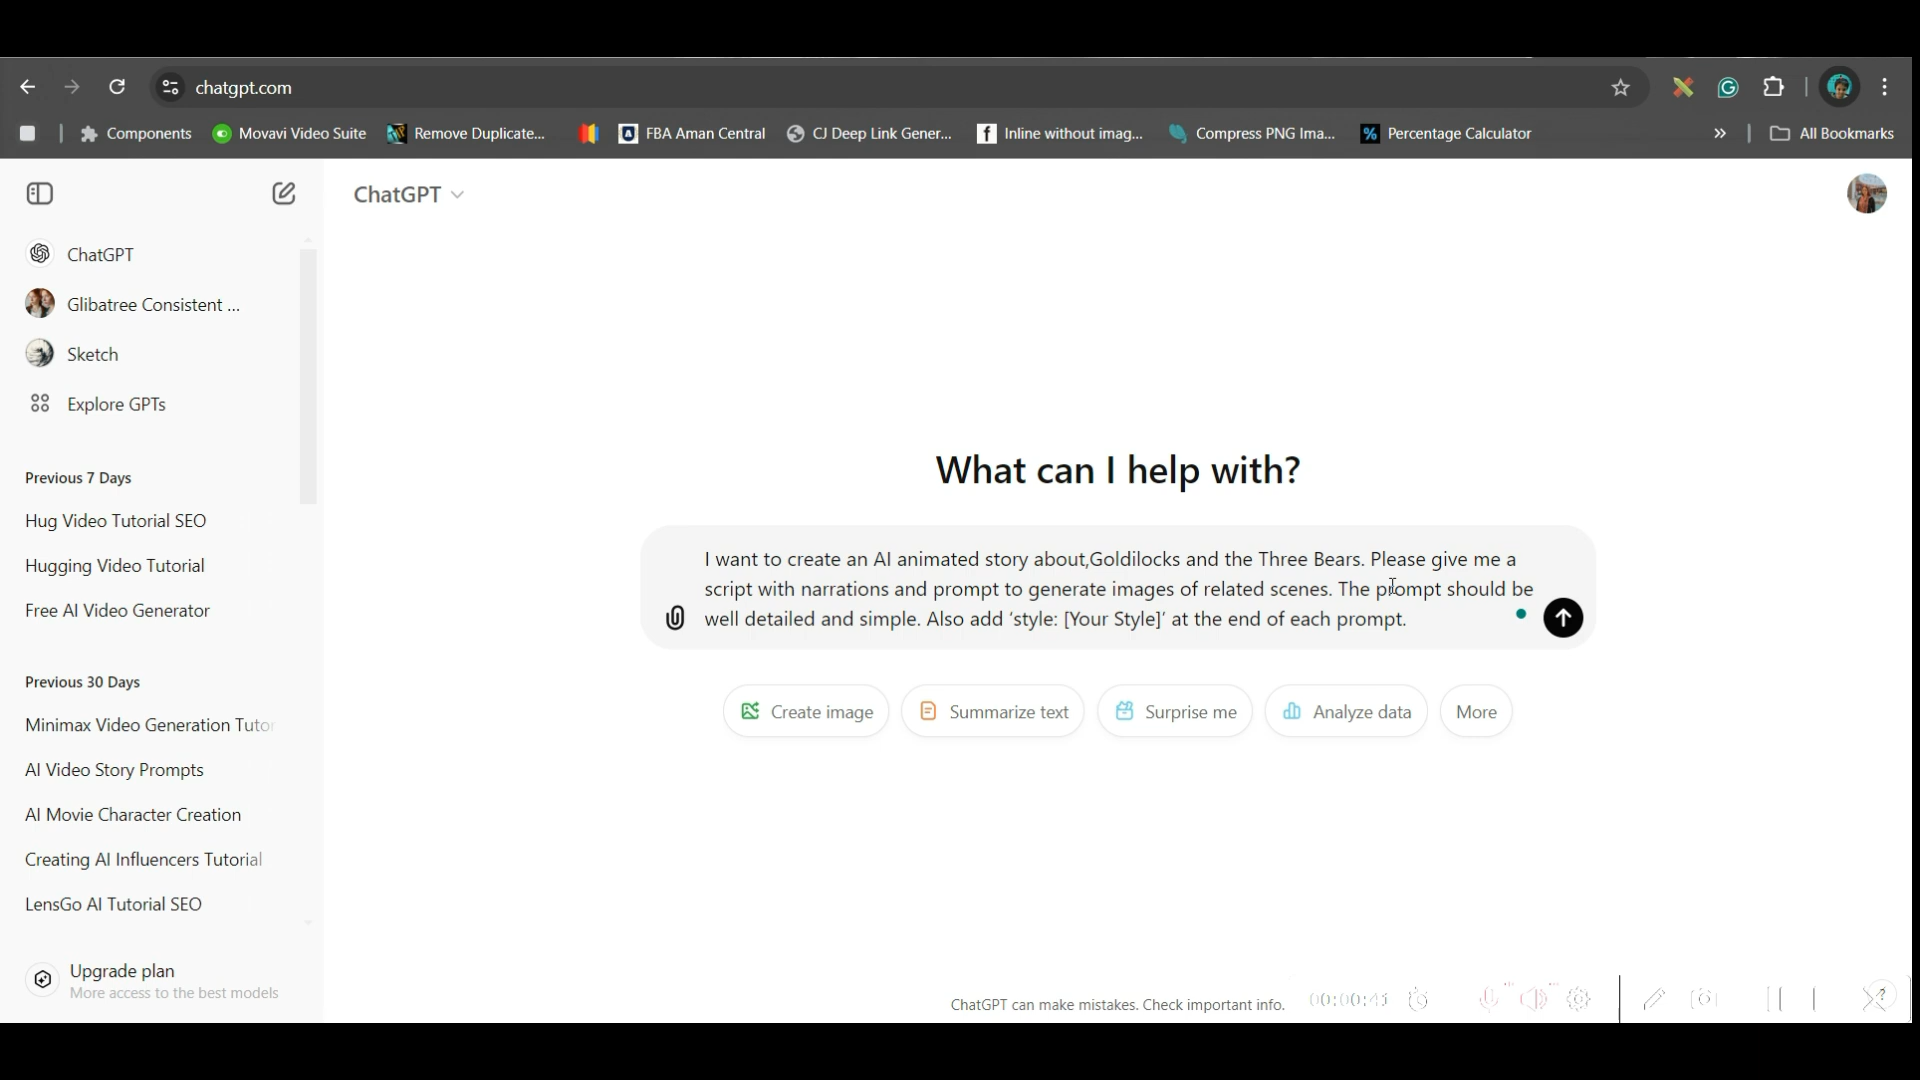 chatgpt.com
Components
Movavi Video Suite
Remove Duplicate...
FBA Aman Central
CJ Deep Link Gener...
Inline without imag...
Compress PNG Ima...
Percentage Calculator
»
All Bookmarks
ChatGPT
ChatGPT
Glibatree Consistent ...
Sketch
Explore GPTs
Previous 7 Days
Hug Video Tutorial SEO
Hugging Video Tutorial
Free AI Video Generator
Previous 30 Days
Minimax Video Generation Tutor
AI Video Story Prompts
AI Movie Character Creation
Creating AI Influencers Tutorial
LensGo AI Tutorial SEO
Upgrade plan
More access to the best models
What can I help with?
I want to create an AI animated story about,Goldilocks and the Three Bears. Please give me a
script with narrations and prompt to generate images of related scenes. The prompt should be
well detailed and simple. Also add ‘style: [Your Style]’ at the end of each prompt.
Create image
Summarize text
Surprise me
Analyze data
More
ChatGPT can make mistakes. Check important info.